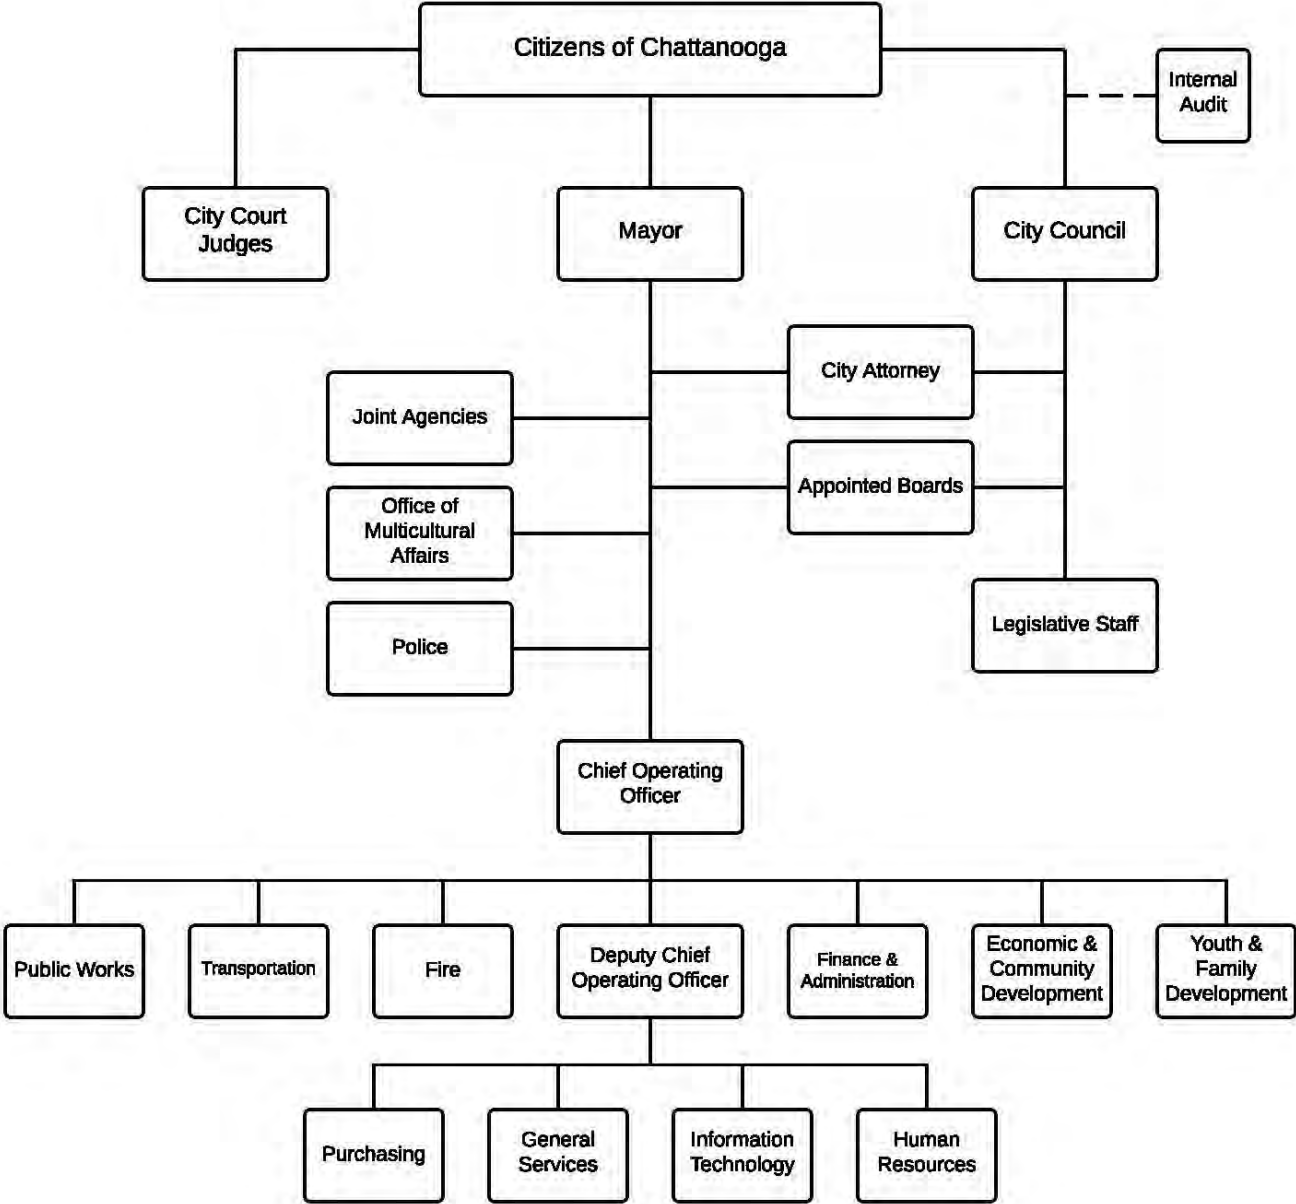 Citizens of Chattanooga
Internal
Audit
City Court
Judges
Mayor
City Council
City Attorney
Joint Agencies
Appointed Boards
Office of
Multicultural
Affairs
Police
Legislative Staff
Chief Operating
Officer
Public Works
Transportation
Fire
Deputy Chief
Operating Officer
Finance &
Administration
Economic &
Community
Development
Youth &
Family
Development
Purchasing
General
Services
Information
Technology
Human
Resources